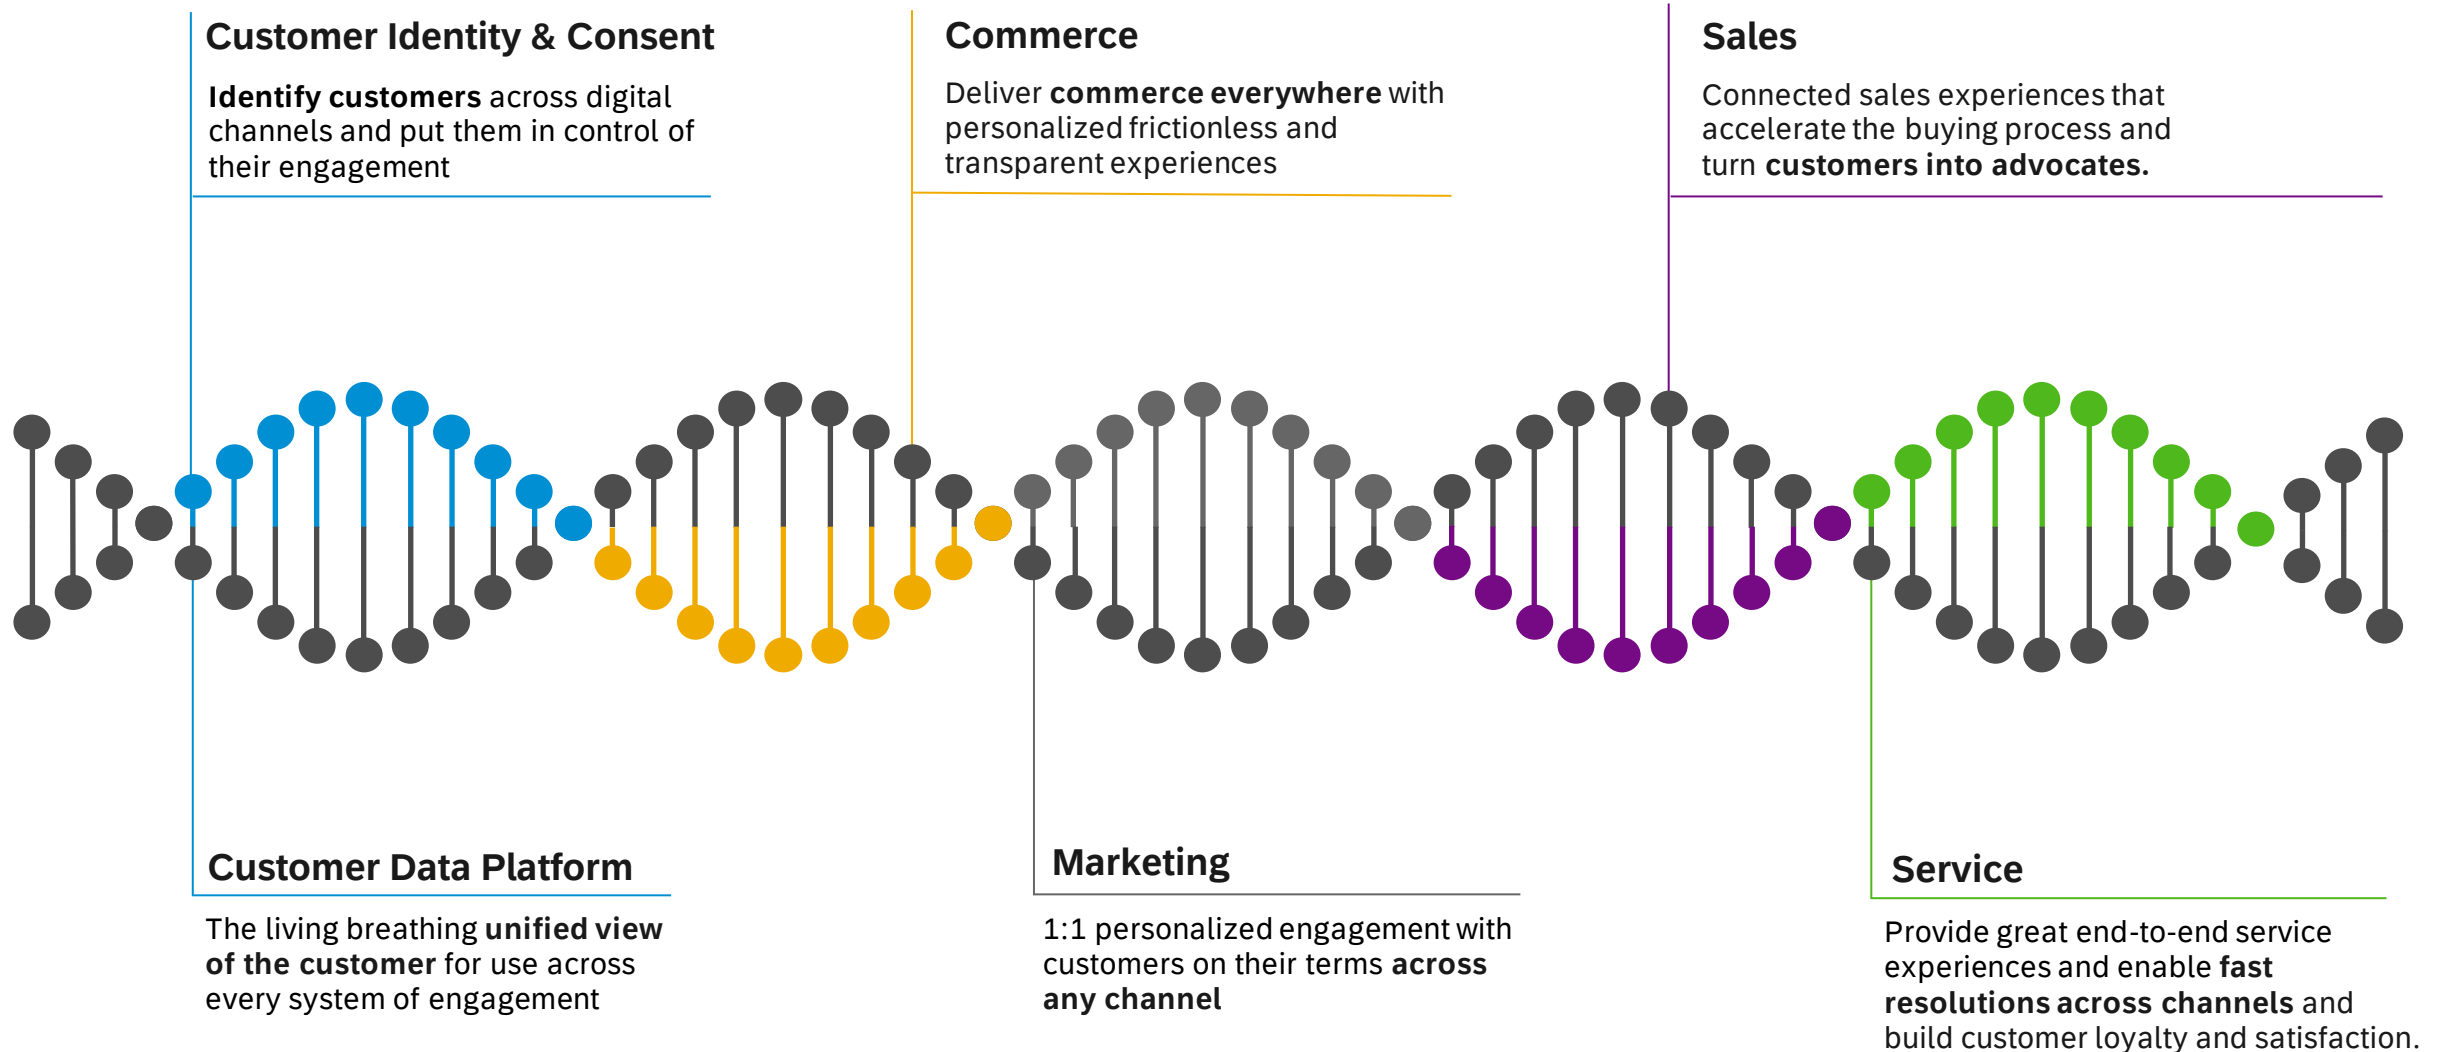 Customer Identity & Consent
Identify customers across digital
channels and put them in control of
their engagement
Commerce
Deliver commerce everywhere with
personalized frictionless and
transparent experiences
Sales
Connected sales experiences that
accelerate the buying process and
turn customers into advocates.
Customer Data Platform
The living breathing unified view
of the customer for use across
every system of engagement
Marketing
1:1 personalized engagement with
customers on their terms across
any channel
Service
Provide great end-to-end service
experiences and enable fast
resolutions across channels and
build customer loyalty and satisfaction.